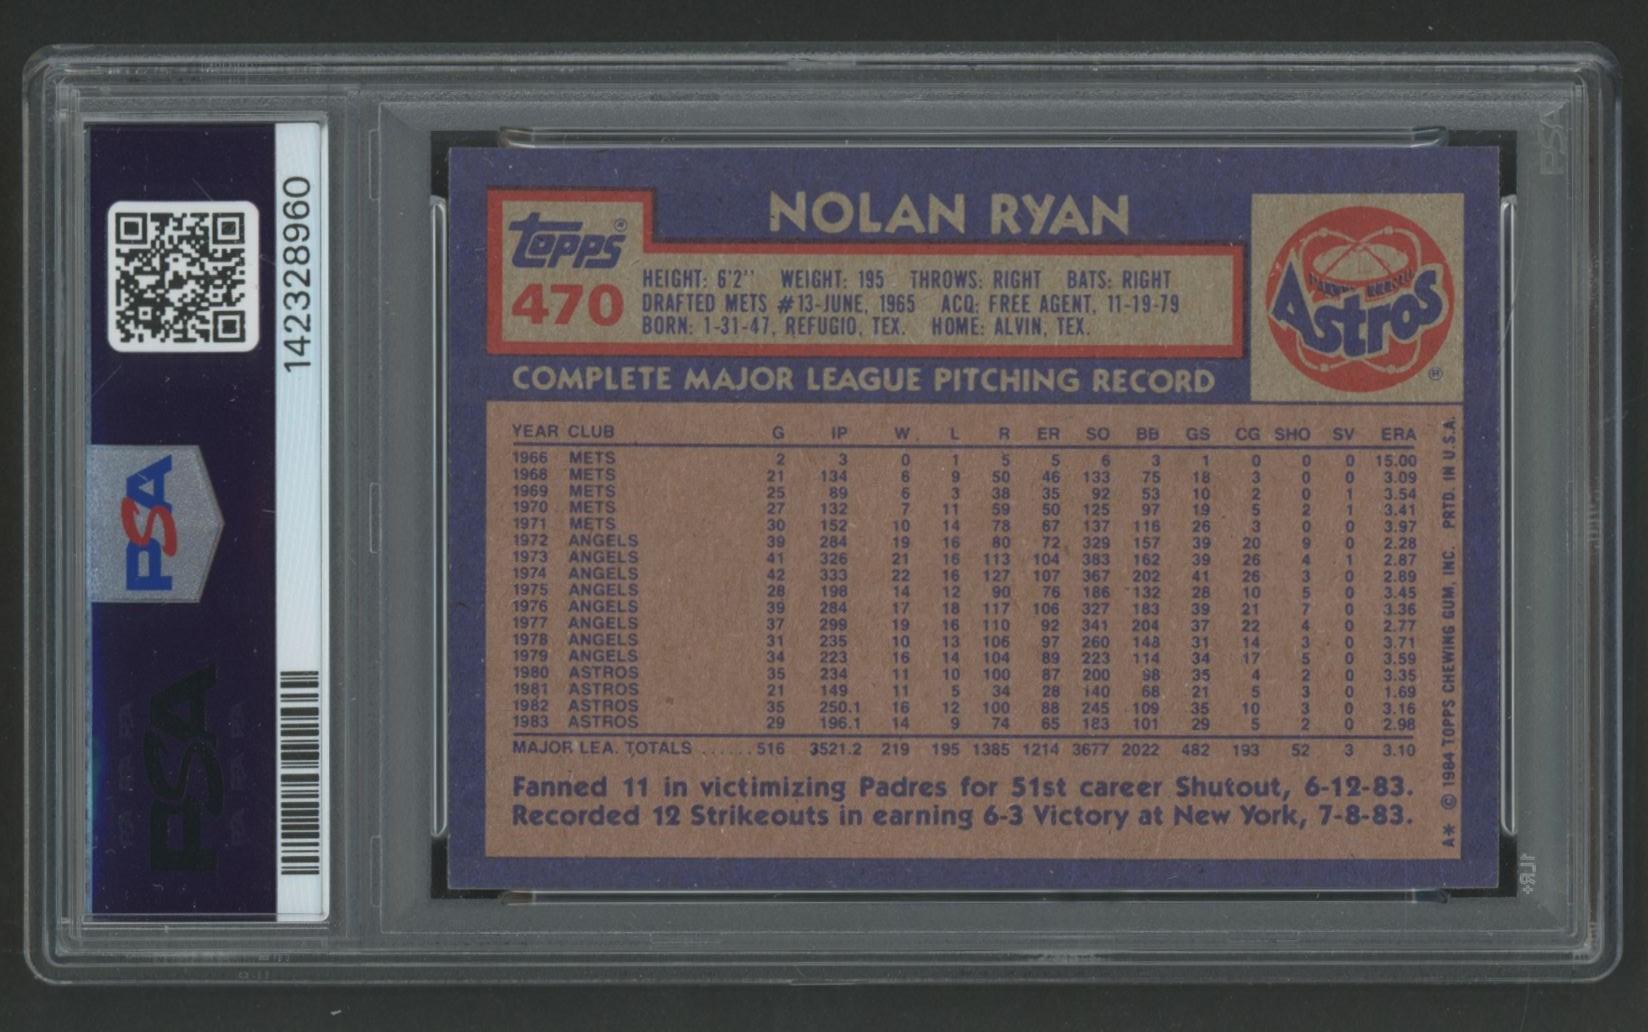 142328960
PSA
PSA
NOLAN RYAN
Topps®
470
HEIGHT: 6'2'' WEIGHT: 195 THROWS: RIGHT BATS: RIGHT
DRAFTED METS #13-JUNE, 1965 ACQ: FREE AGENT, 11-19-79
BORN: 1-31-47, REFUGIO, TEX. HOME: ALVIN, TEX.
Astros
®
COMPLETE MAJOR LEAGUE PITCHING RECORD
YEAR CLUB G IP W L R ER SO BB GS CG SHO SV ERA
1966 METS 2 3 0 1 5 5 6 3 1 0 0 0 15.00
1968 METS 21 134 6 9 50 46 133 75 18 3 0 0 3.09
1969 METS 25 89 6 3 38 35 92 53 10 2 0 1 3.54
1970 METS 27 132 7 11 59 50 125 97 19 5 2 1 3.41
1971 METS 30 152 10 14 78 67 137 116 26 3 0 0 3.97
1972 ANGELS 39 284 19 16 80 72 329 157 39 20 9 0 2.28
1973 ANGELS 41 326 21 16 113 104 383 162 39 26 4 1 2.87
1974 ANGELS 42 333 22 16 127 107 367 202 41 26 3 0 2.89
1975 ANGELS 28 198 14 12 90 76 186 132 28 10 5 0 3.45
1976 ANGELS 39 284 17 18 117 106 327 183 39 21 7 0 3.36
1977 ANGELS 37 299 19 16 110 92 341 204 37 22 4 0 2.77
1978 ANGELS 31 235 10 13 106 97 260 148 31 14 3 0 3.71
1979 ANGELS 34 223 16 14 104 89 223 114 34 17 5 0 3.59
1980 ASTROS 35 234 11 10 100 87 200 98 35 4 2 0 3.35
1981 ASTROS 21 149 11 5 34 28 140 68 21 5 3 0 1.69
1982 ASTROS 35 250.1 16 12 100 88 245 109 35 10 3 0 3.16
1983 ASTROS 29 196.1 14 9 74 65 183 101 29 5 2 0 2.98
MAJOR LEA. TOTALS ...... 516 3521.2 219 195 1385 1214 3677 2022 482 193 52 3 3.10
Fanned 11 in victimizing Padres for 51st career Shutout, 6-12-83.
Recorded 12 Strikeouts in earning 6-3 Victory at New York, 7-8-83.
A* © 1984 TOPPS CHEWING GUM, INC. PRTD. IN U.S.A.
PSA